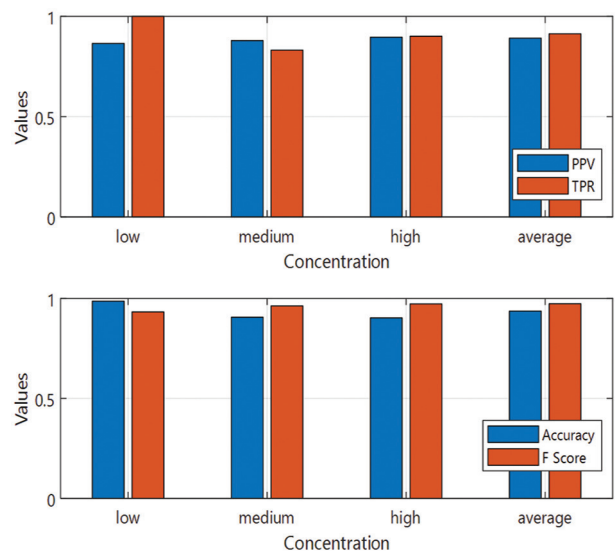 1
0.5
0
Values
PPV
TPR
low medium high average
Concentration
1
0.5
0
Values
Accuracy
F Score
low medium high average
Concentration